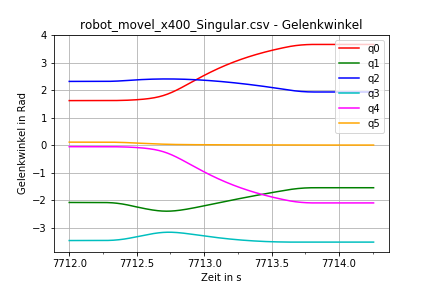 robot_movel_x400_Singular.csv - Gelenkwinkel
Gelenkwinkel in Rad
4
3
2
1
0
−1
−2
−3
7712.0
7712.5
7713.0
7713.5
7714.0
Zeit in s
q0
q1
q2
q3
q4
q5